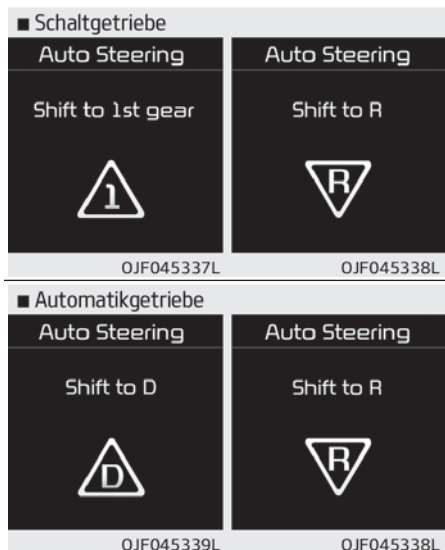 ■ Schaltgetriebe
Auto Steering
Shift to 1st gear
1
OJF045337L
Auto Steering
Shift to R
R
OJF045338L
■ Automatikgetriebe
Auto Steering
Shift to D
D
OJF045339L
Auto Steering
Shift to R
R
OJF045338L